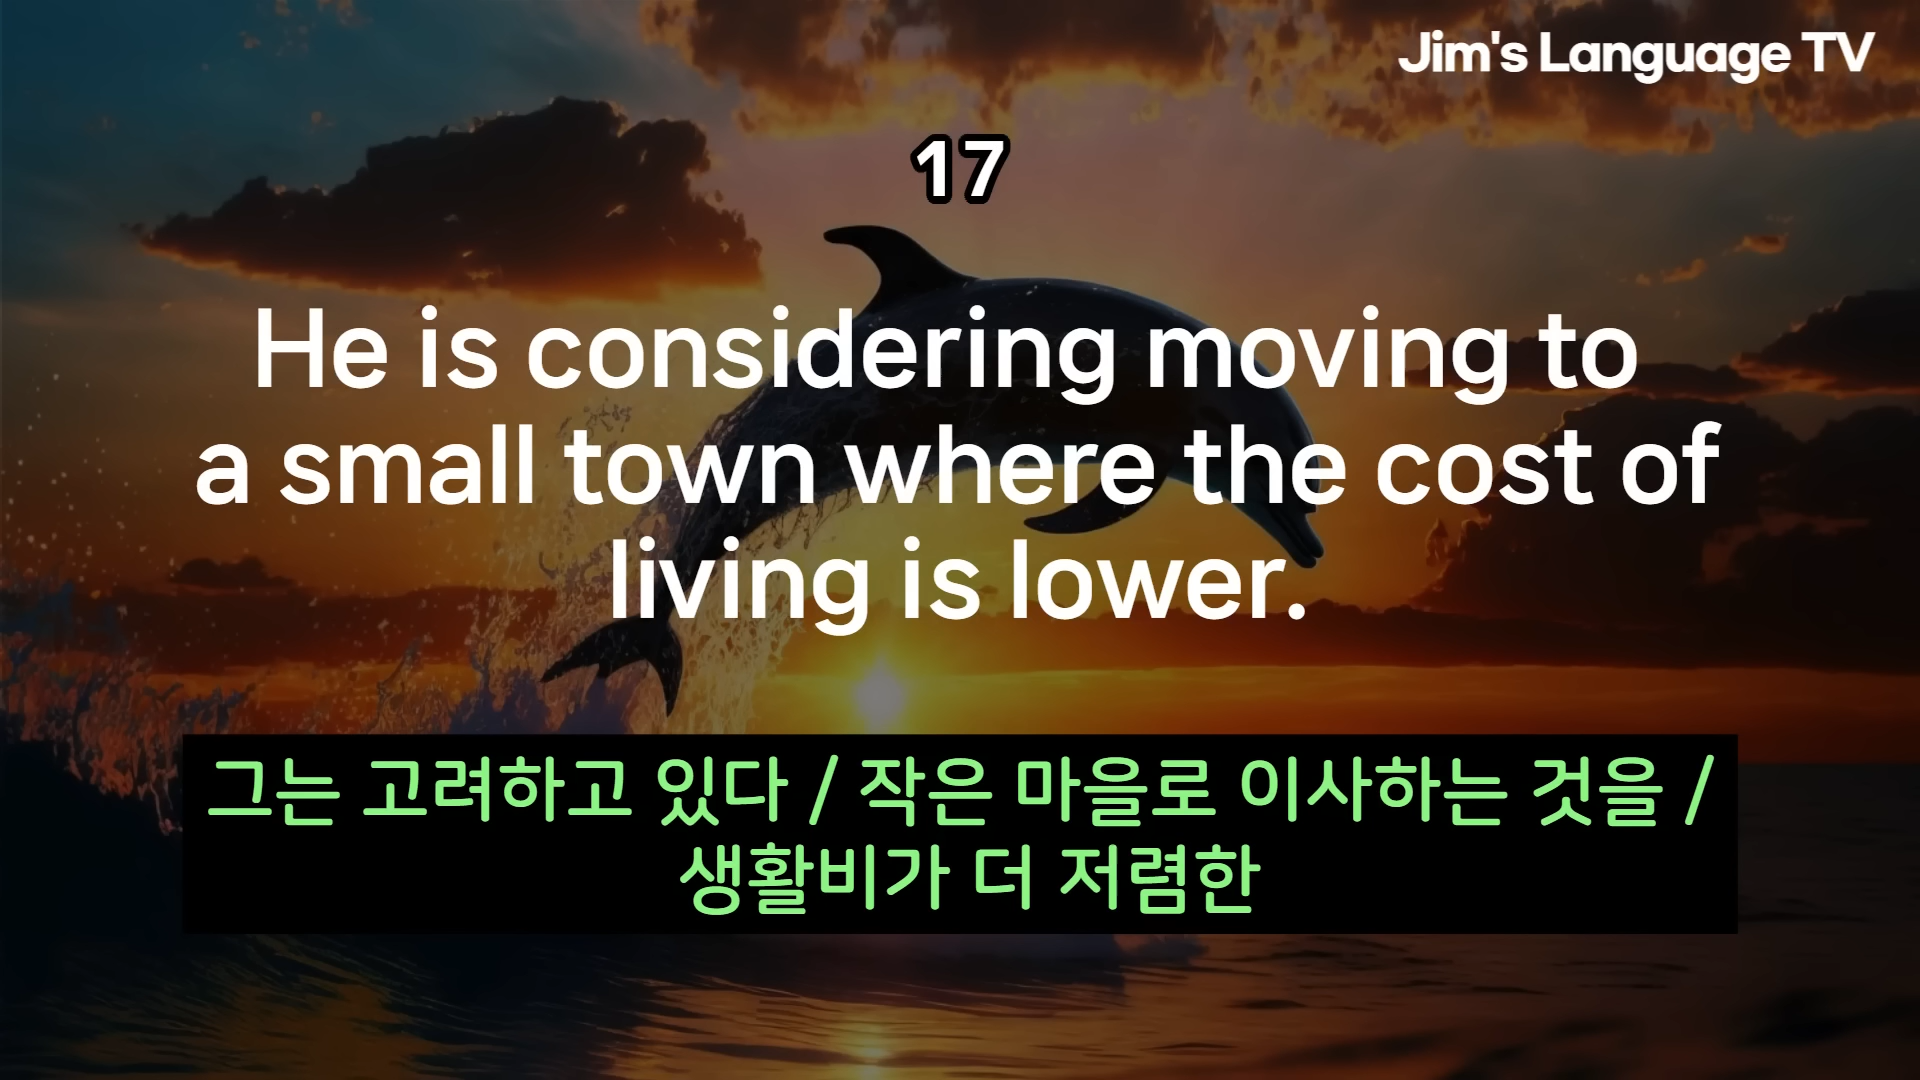 Jim's Language TV
17
He is considering moving to
a small town where the cost of
living is lower.
그는 고려하고 있다 / 작은 마을로 이사하는 것을 /
생활비가 더 저렴한